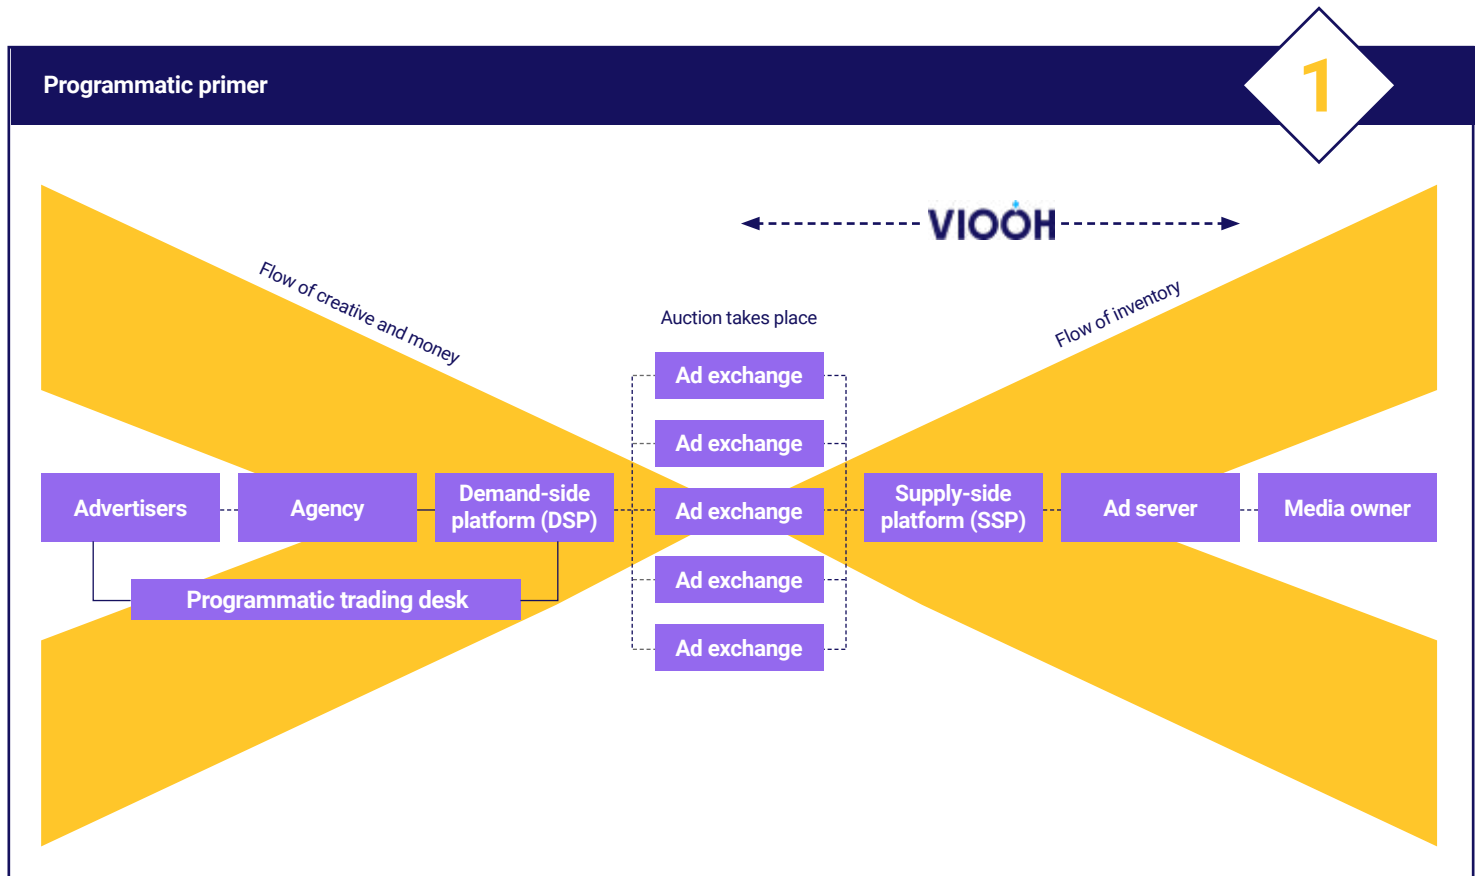 Programmatic primer
1
VIOOH
Flow of creative and money
Flow of inventory
Auction takes place
Ad exchange
Ad exchange
Advertisers
Agency
Demand-side
platform (DSP)
Ad exchange
Supply-side
platform (SSP)
Ad server
Media owner
Ad exchange
Programmatic trading desk
Ad exchange